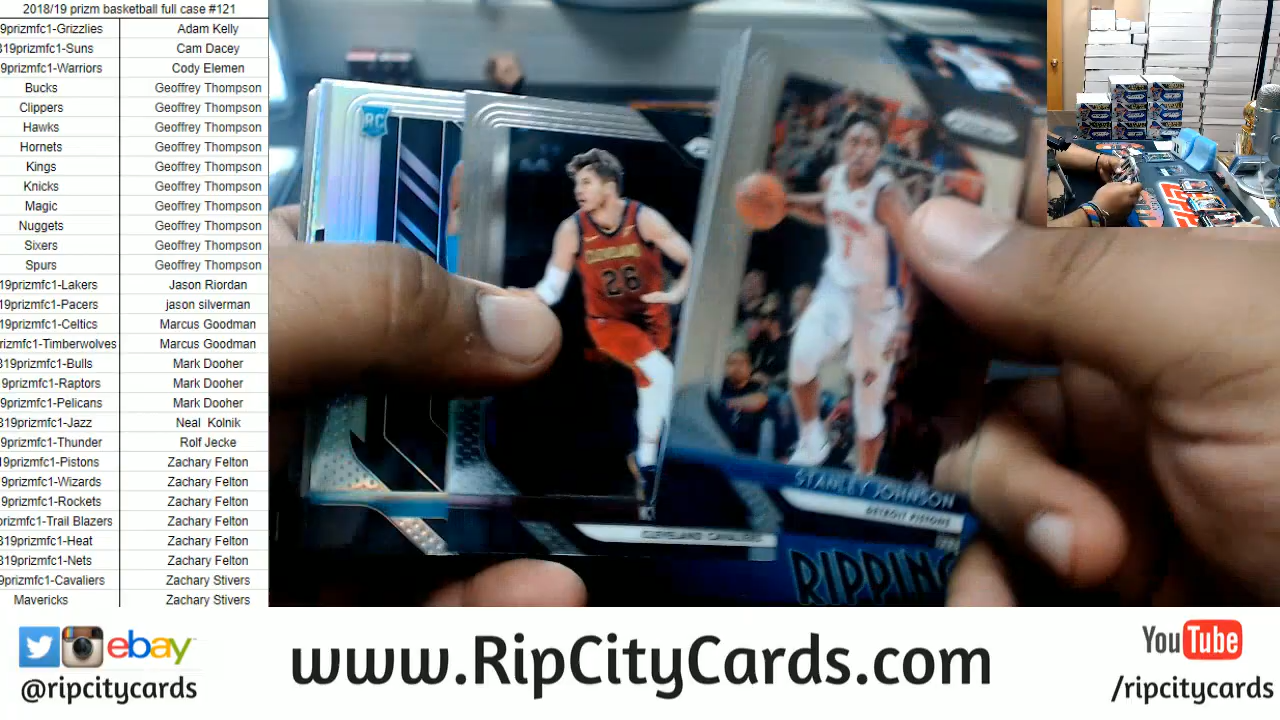 2018/19 prizm basketball full case #121
9prizmfc1-Grizzlies Adam Kelly
319prizmfc1-Suns Cam Dacey
9prizmfc1-Warriors Cody Elemen
Bucks Geoffrey Thompson
Clippers Geoffrey Thompson
Hawks Geoffrey Thompson
Hornets Geoffrey Thompson
Kings Geoffrey Thompson
Knicks Geoffrey Thompson
Magic Geoffrey Thompson
Nuggets Geoffrey Thompson
Sixers Geoffrey Thompson
Spurs Geoffrey Thompson
19prizmfc1-Lakers Jason Riordan
19prizmfc1-Pacers jason silverman
319prizmfc1-Celtics Marcus Goodman
rizmfc1-Timberwolves Marcus Goodman
319prizmfc1-Bulls Mark Dooher
9prizmfc1-Raptors Mark Dooher
9prizmfc1-Pelicans Mark Dooher
319prizmfc1-Jazz Neal Kolnik
9prizmfc1-Thunder Rolf Jecke
19prizmfc1-Pistons Zachary Felton
9prizmfc1-Wizards Zachary Felton
9prizmfc1-Rockets Zachary Felton
rizmfc1-Trail Blazers Zachary Felton
319prizmfc1-Heat Zachary Felton
319prizmfc1-Nets Zachary Felton
9prizmfc1-Cavaliers Zachary Stivers
Mavericks Zachary Stivers
RC
CLEVELAND
26
CLEVELAND CAVALIERS
PRIZM
7
STANLEY JOHNSON
DETROIT PISTONS
RIPPING
ebay
@ripcitycards
www.RipCityCards.com
YouTube
/ripcitycards